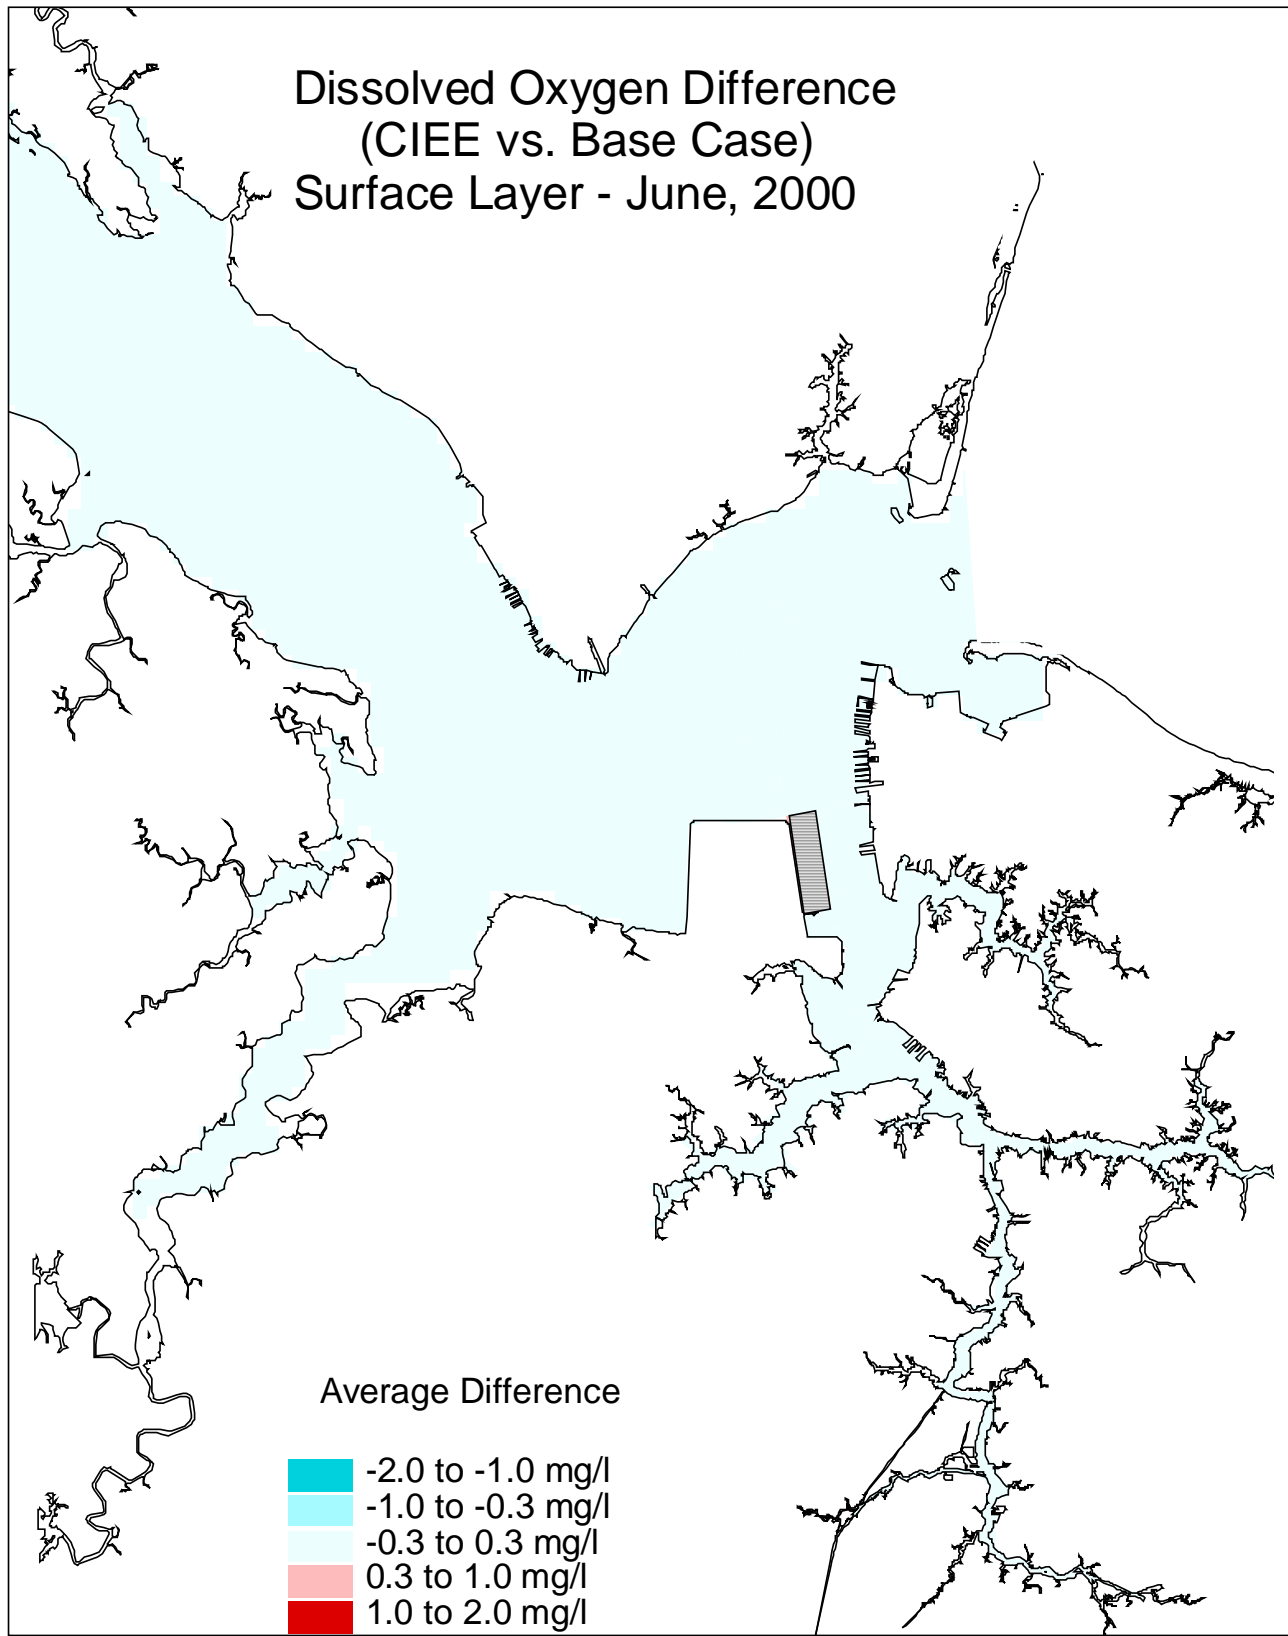 Dissolved Oxygen Difference
(CIEE vs. Base Case)
Surface Layer - June, 2000
Average Difference
-2.0 to -1.0 mg/l
-1.0 to -0.3 mg/l
-0.3 to 0.3 mg/l
0.3 to 1.0 mg/l
1.0 to 2.0 mg/l